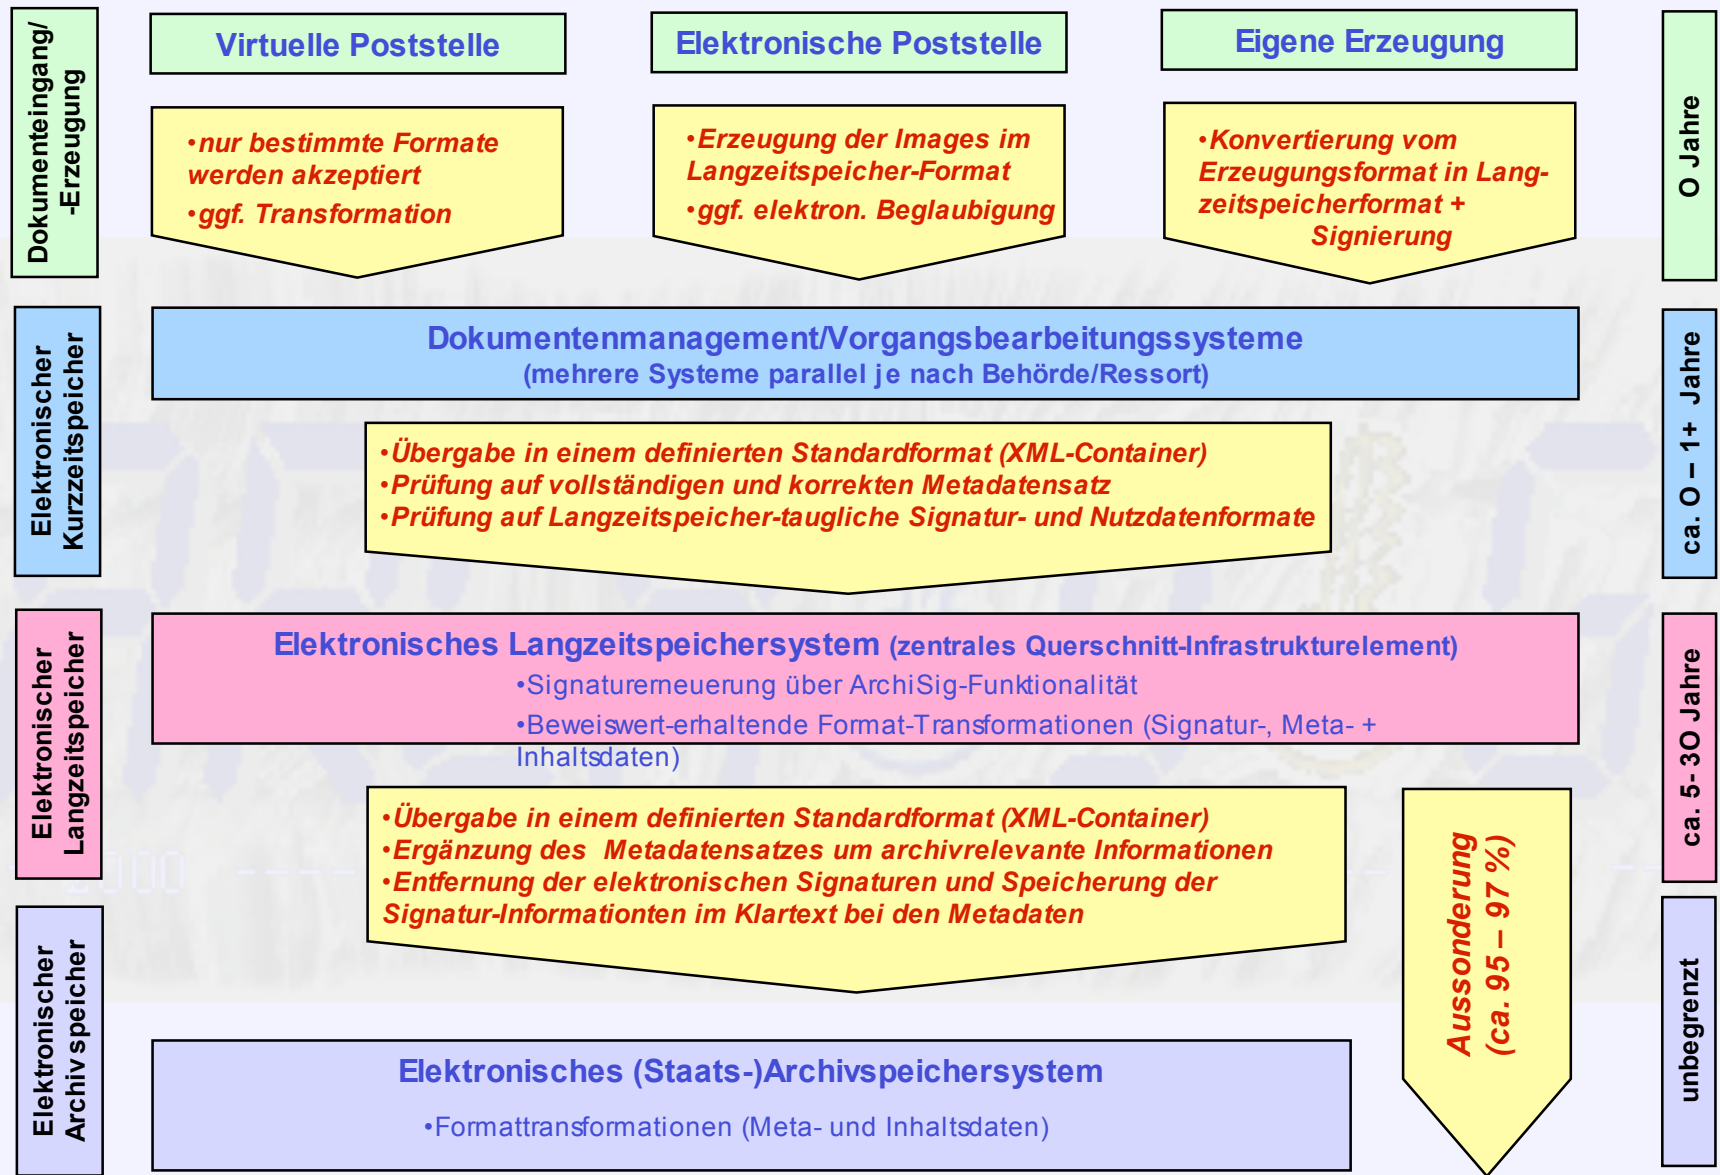 Dokumenteingang/
-Erzeugung
Virtuelle Poststelle
Elektronische Poststelle
Eigene Erzeugung
O Jahre
•nur bestimmte Formate
werden akzeptiert
•ggf. Transformation
•Erzeugung der Images im
Langzeitspeicher-Format
•ggf. elektron. Beglaubigung
•Konvertierung vom
Erzeugungsformat in Lang-
zeitspeicherformat +
Signierung
Elektronischer
Kurzzeitspeicher
Dokumentenmanagement/Vorgangsbearbeitungssysteme
(mehrere Systeme parallel je nach Behörde/Ressort)
ca. O – 1+ Jahre
•Übergabe in einem definierten Standardformat (XML-Container)
•Prüfung auf vollständigen und korrekten Metadatensatz
•Prüfung auf Langzeitspeicher-taugliche Signatur- und Nutzdatenformate
Elektronischer
Langzeitspeicher
Elektronisches Langzeitspeichersystem (zentrales Querschnitt-Infrastrukturelement)
•Signaturerneuerung über ArchiSig-Funktionalität
•Beweiswert-erhaltende Format-Transformationen (Signatur-, Meta- +
Inhaltsdaten)
ca. 5- 3O Jahre
•Übergabe in einem definierten Standardformat (XML-Container)
•Ergänzung des Metadatensatzes um archivrelevante Informationen
•Entfernung der elektronischen Signaturen und Speicherung der
Signatur-Informationten im Klartext bei den Metadaten
Aussonderung
(ca. 95 – 97 %)
2000
Elektronischer
Archivspeicher
Elektronisches (Staats-)Archivspeichersystem
•Formattransformationen (Meta- und Inhaltsdaten)
unbegrenzt